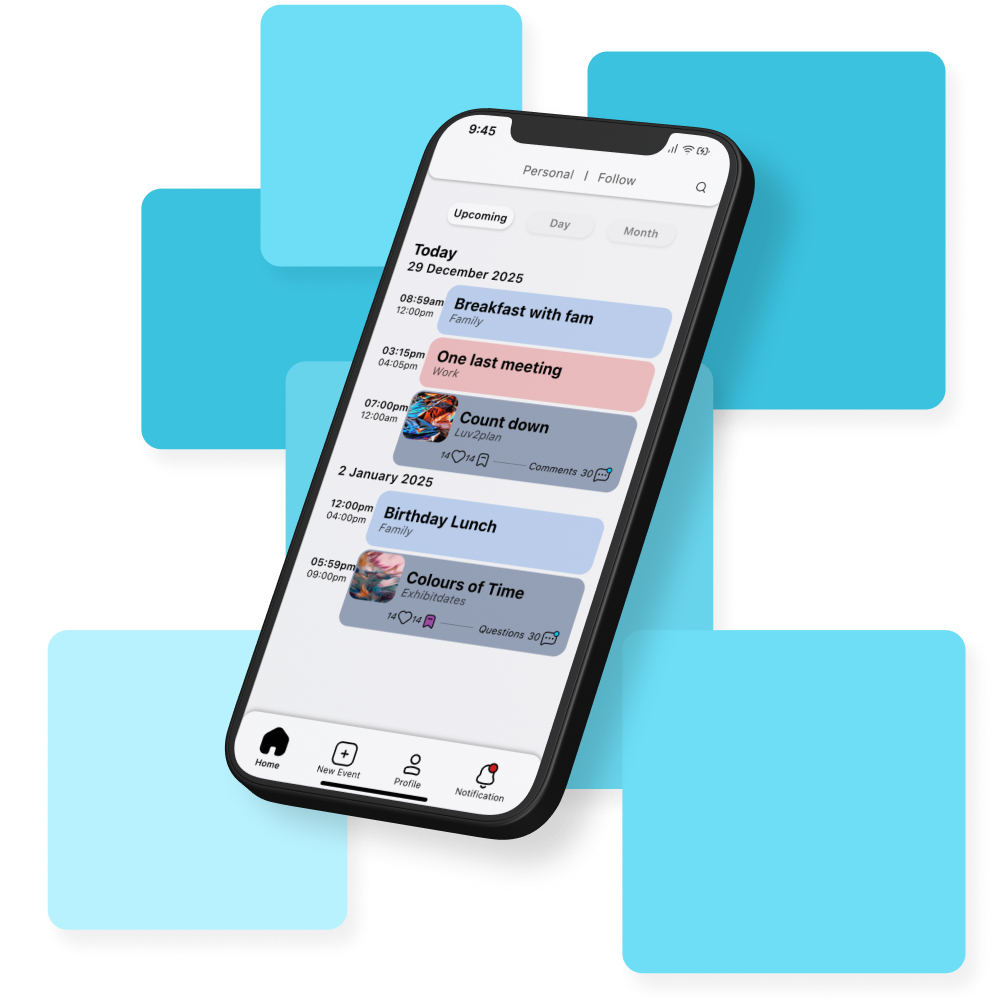 9:45
Personal | Follow
Upcoming Day Month
Today
29 December 2025
08:59am
12:00pm
Breakfast with fam
Family
03:15pm
04:05pm
One last meeting
Work
07:00pm
12:00am
Count down
Luv2plan
14 14 Comments 30
2 January 2025
12:00pm
04:00pm
Birthday Lunch
Family
05:59pm
09:00pm
Colours of Time
Exhibitdates
14 14 Questions 30
Home New Event Profile Notification